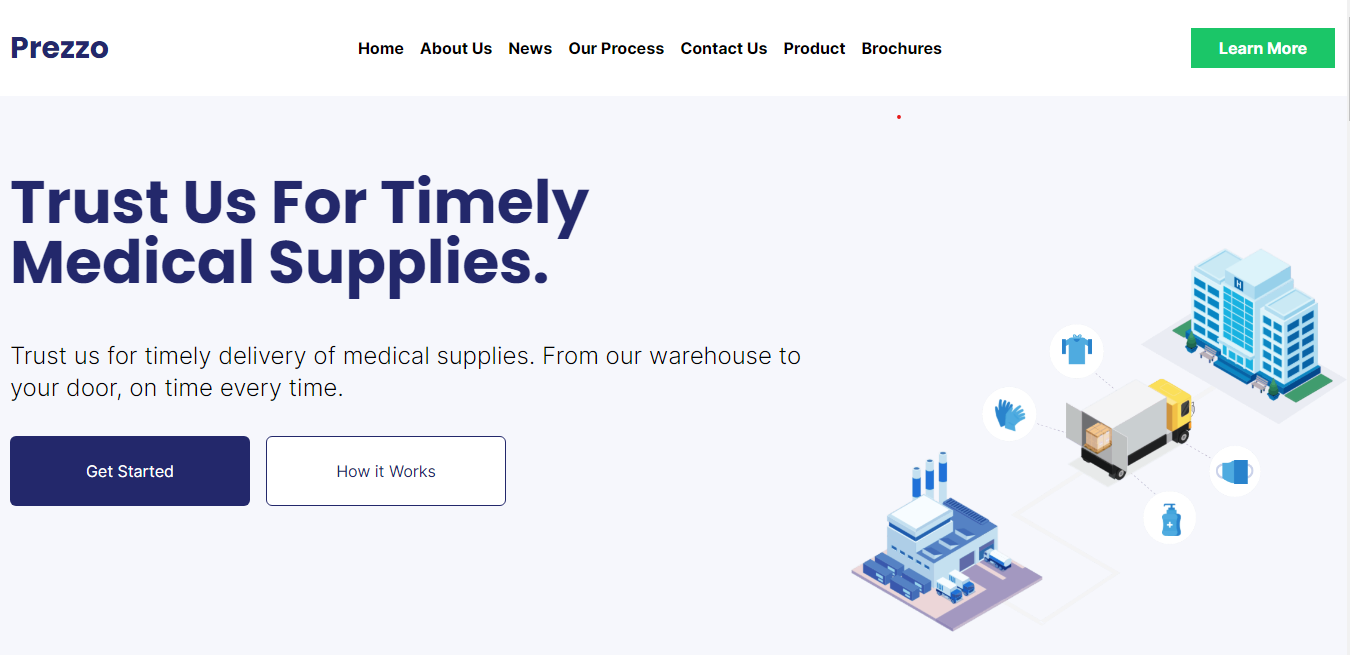 Prezzo
Home About Us News Our Process Contact Us Product Brochures
Learn More
Trust Us For Timely
Medical Supplies.
Trust us for timely delivery of medical supplies. From our warehouse to
your door, on time every time.
Get Started
How it Works
H